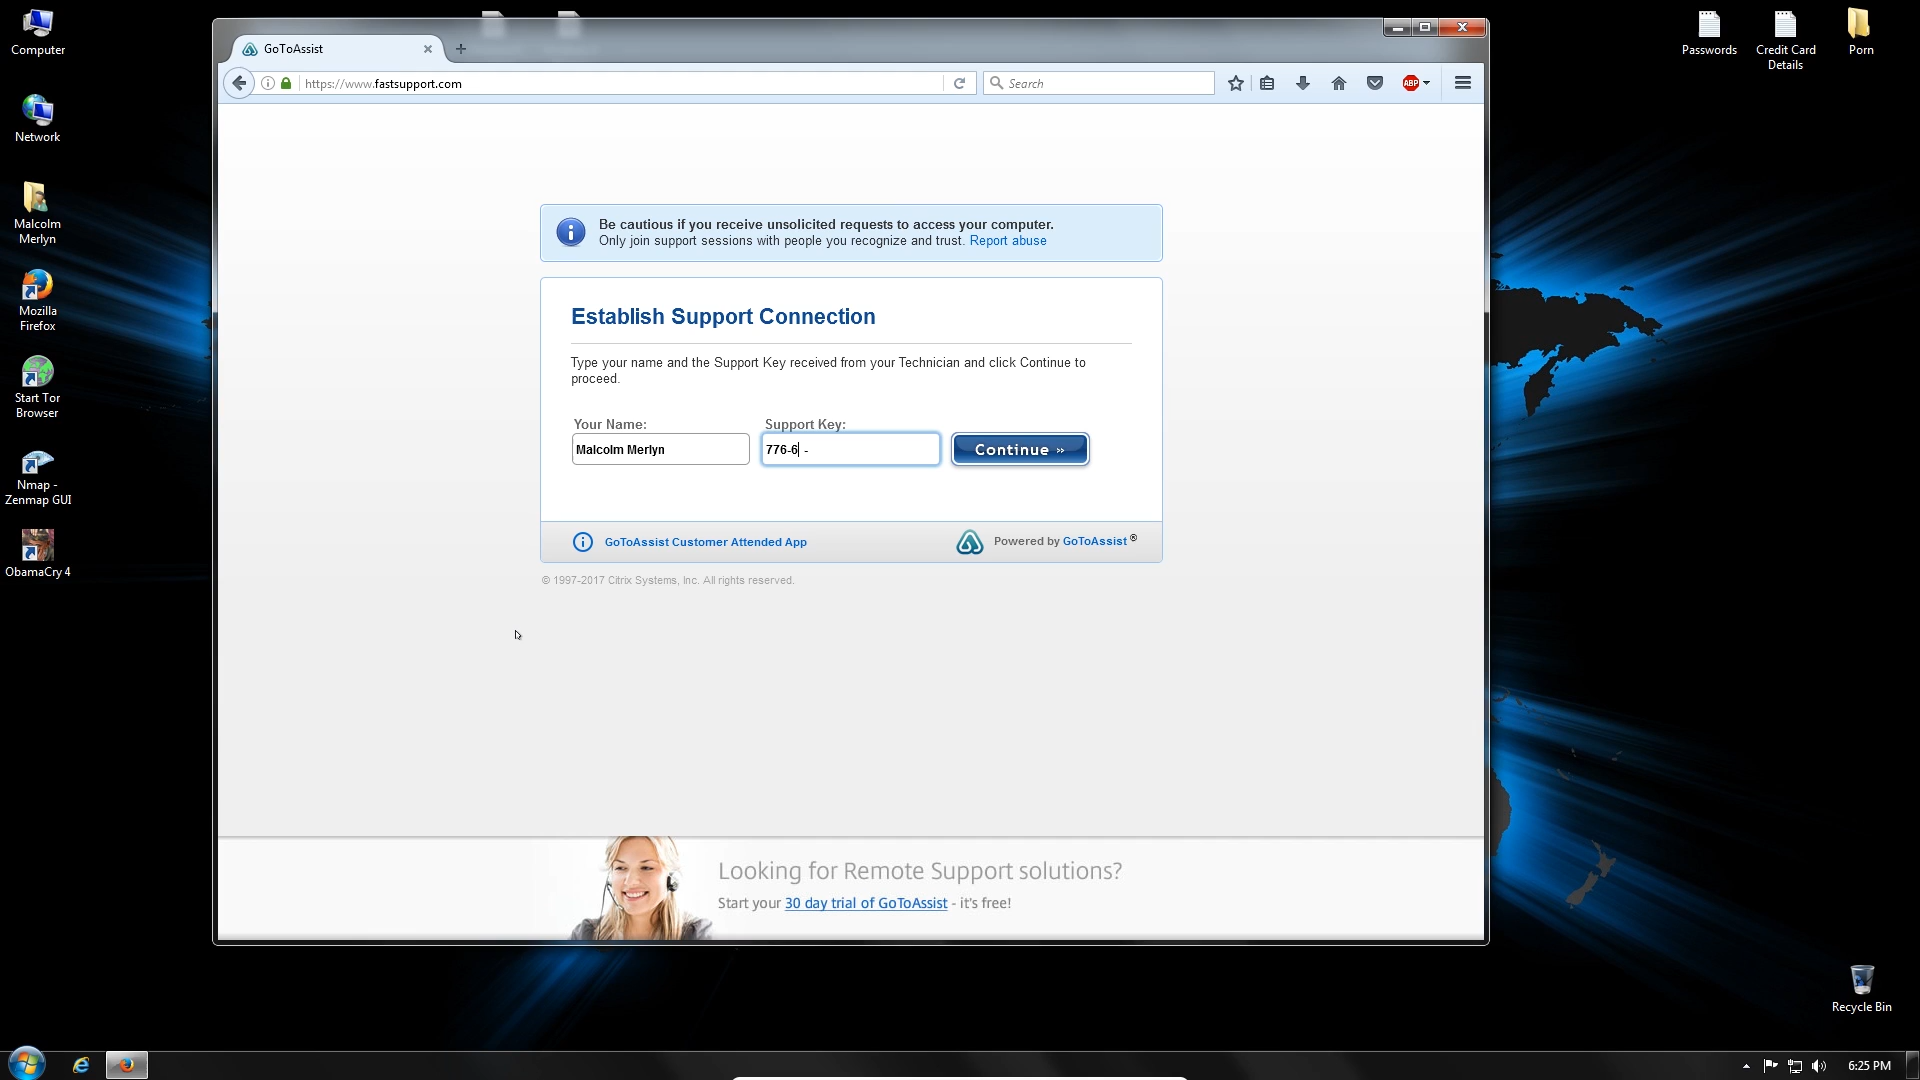 Computer
Network
Malcolm
Merlyn
Mozilla
Firefox
Start Tor
Browser
Nmap -
Zenmap GUI
ObamaCry 4
GoToAssist
https://www.fastsupport.com
Search
ABP
Be cautious if you receive unsolicited requests to access your computer.
Only join support sessions with people you recognize and trust. Report abuse
Establish Support Connection
Type your name and the Support Key received from your Technician and click Continue to
proceed.
Your Name:
Support Key:
Malcolm Merlyn
776-6 -
Continue »
GoToAssist Customer Attended App
Powered by GoToAssist ®
© 1997-2017 Citrix Systems, Inc. All rights reserved.
Looking for Remote Support solutions?
Start your 30 day trial of GoToAssist - it's free!
Passwords
Credit Card
Details
Porn
Recycle Bin
6:25 PM